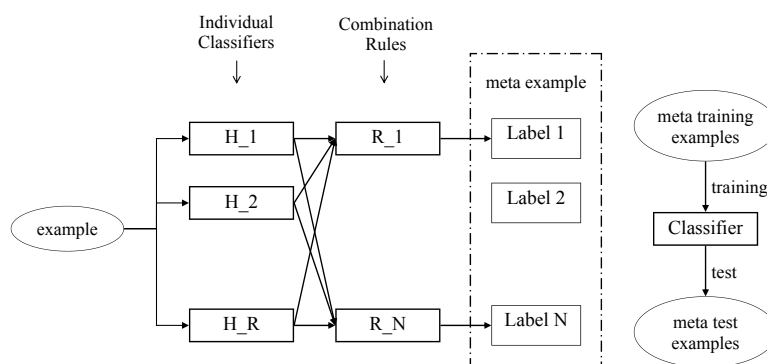 Individual
Classifiers
Combination
Rules
meta example
H_1
R_1
Label 1
H_2
Label 2
example
H_R
R_N
Label N
meta training
examples
training
Classifier
test
meta test
examples